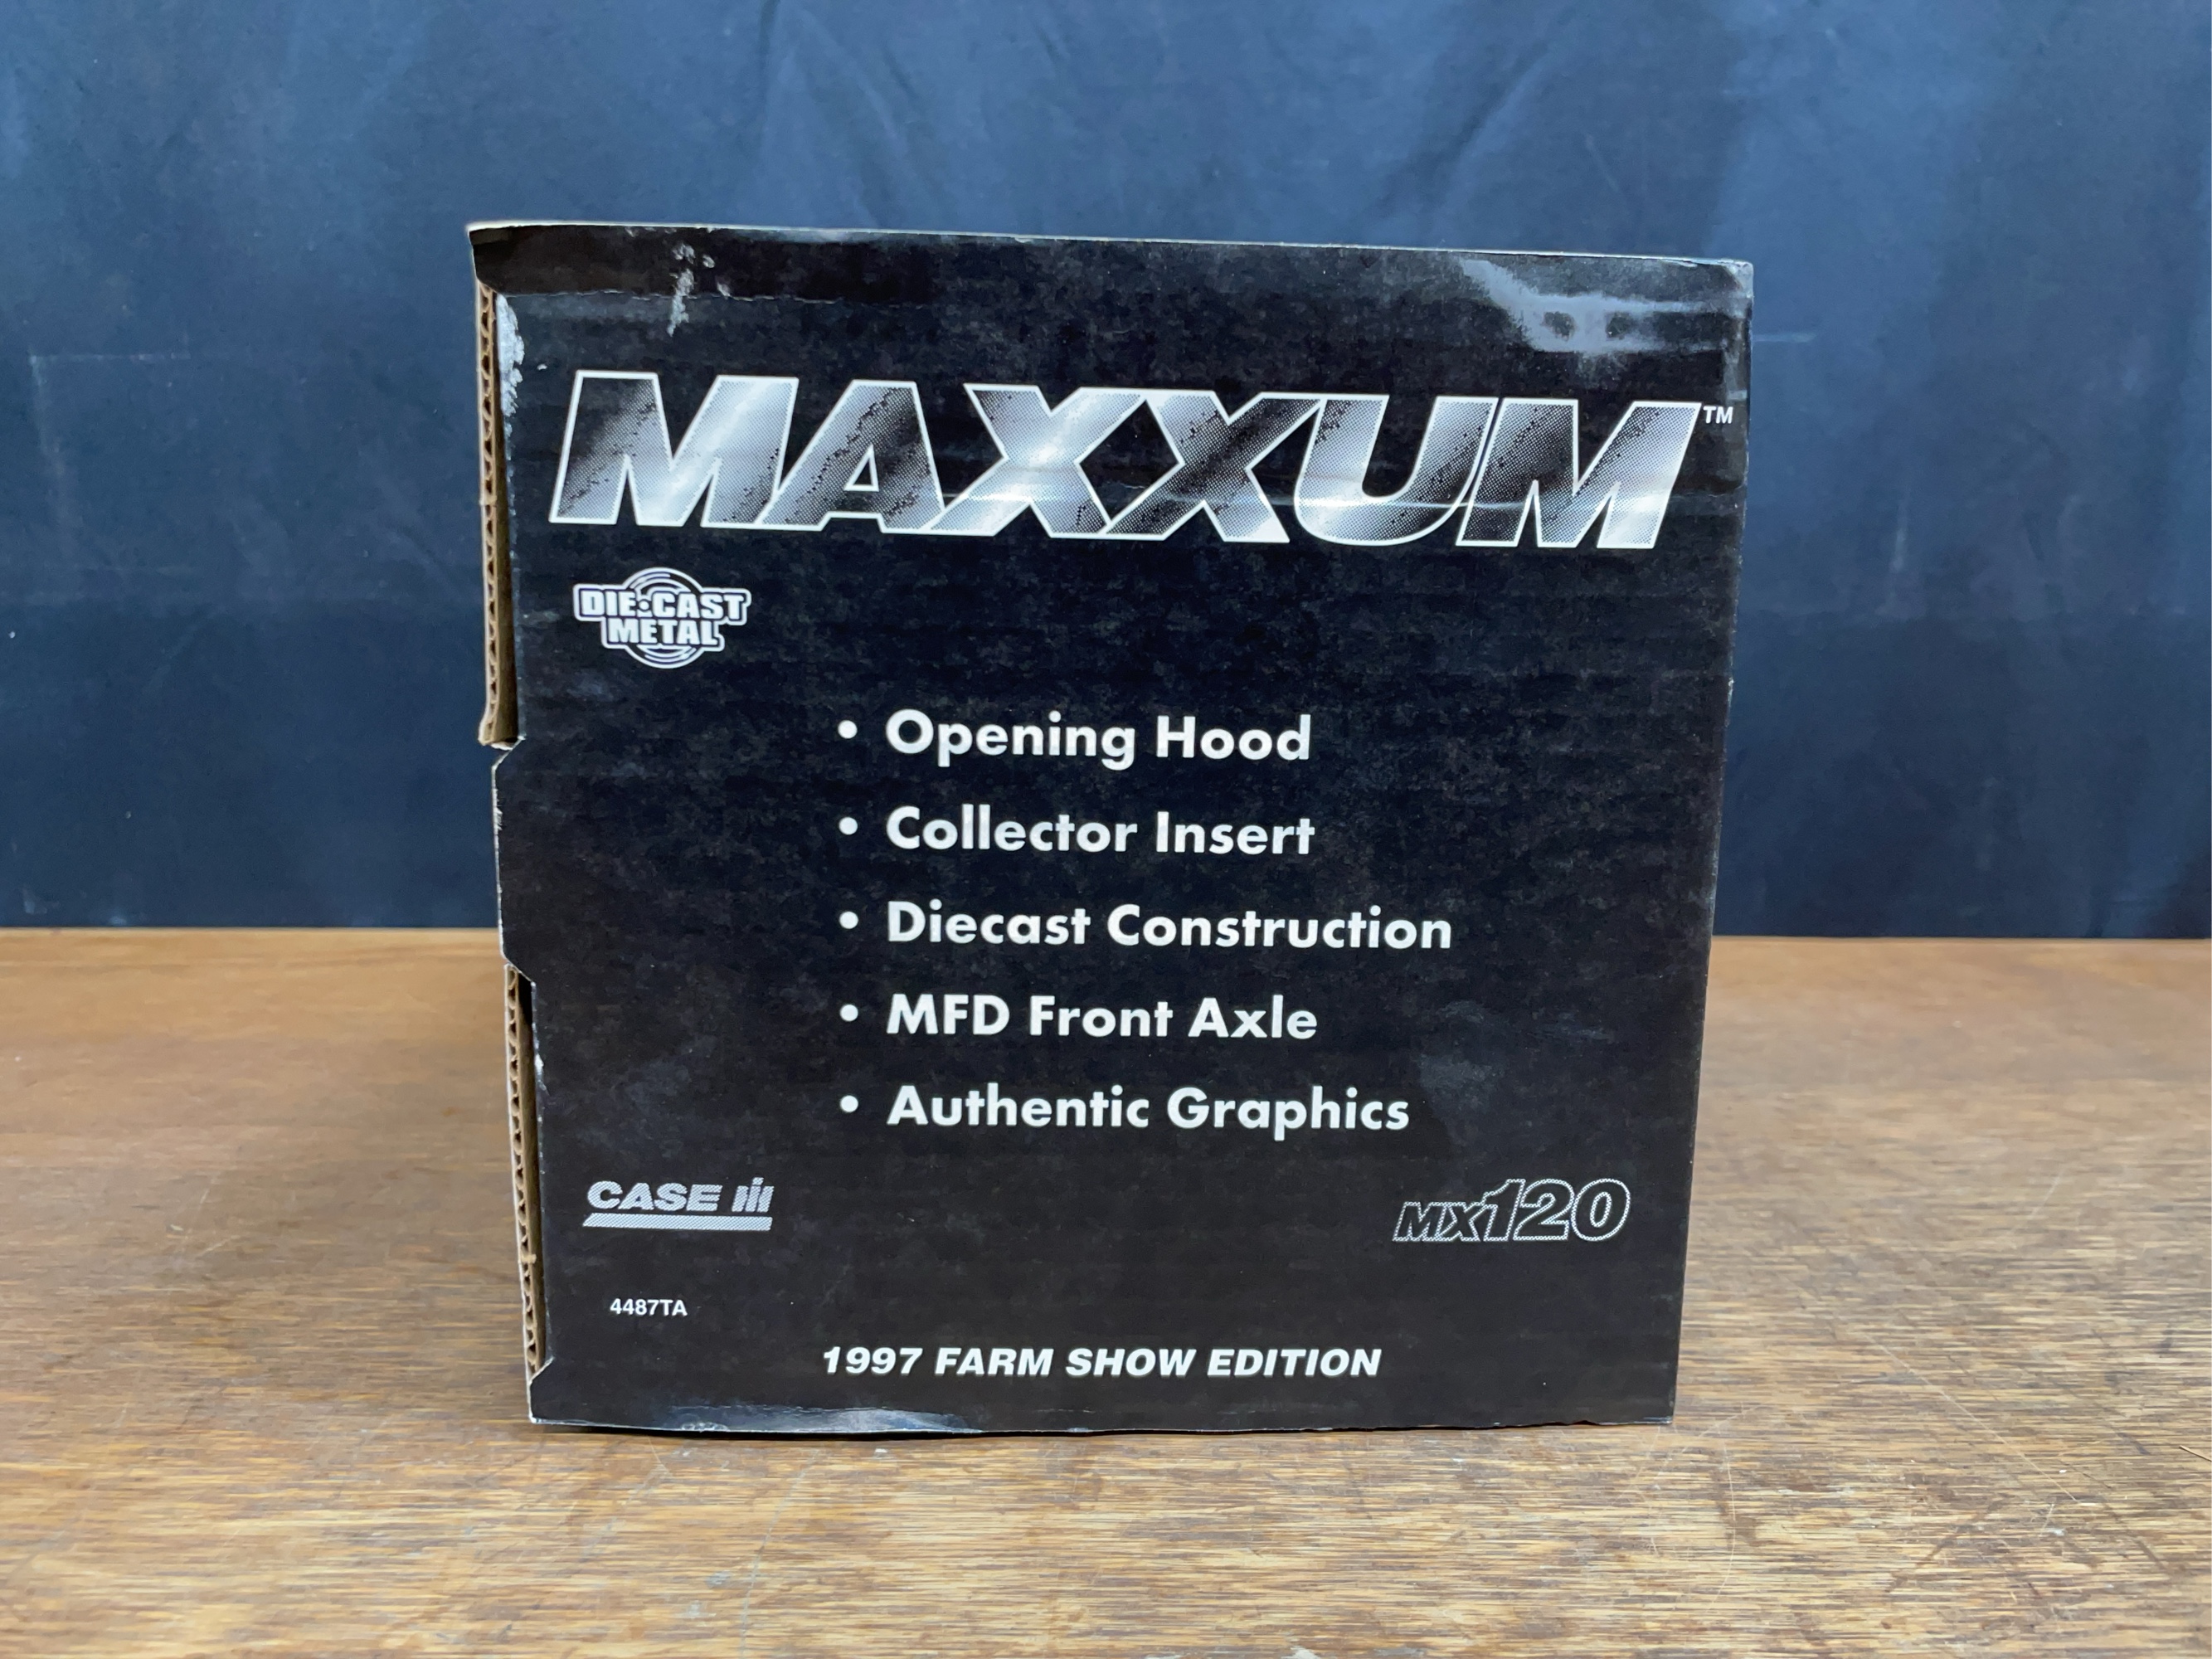 MAXXUM™
DIE-CAST
METAL
• Opening Hood
• Collector Insert
• Diecast Construction
• MFD Front Axle
• Authentic Graphics
CASE IH
MX120
4487TA
1997 FARM SHOW EDITION